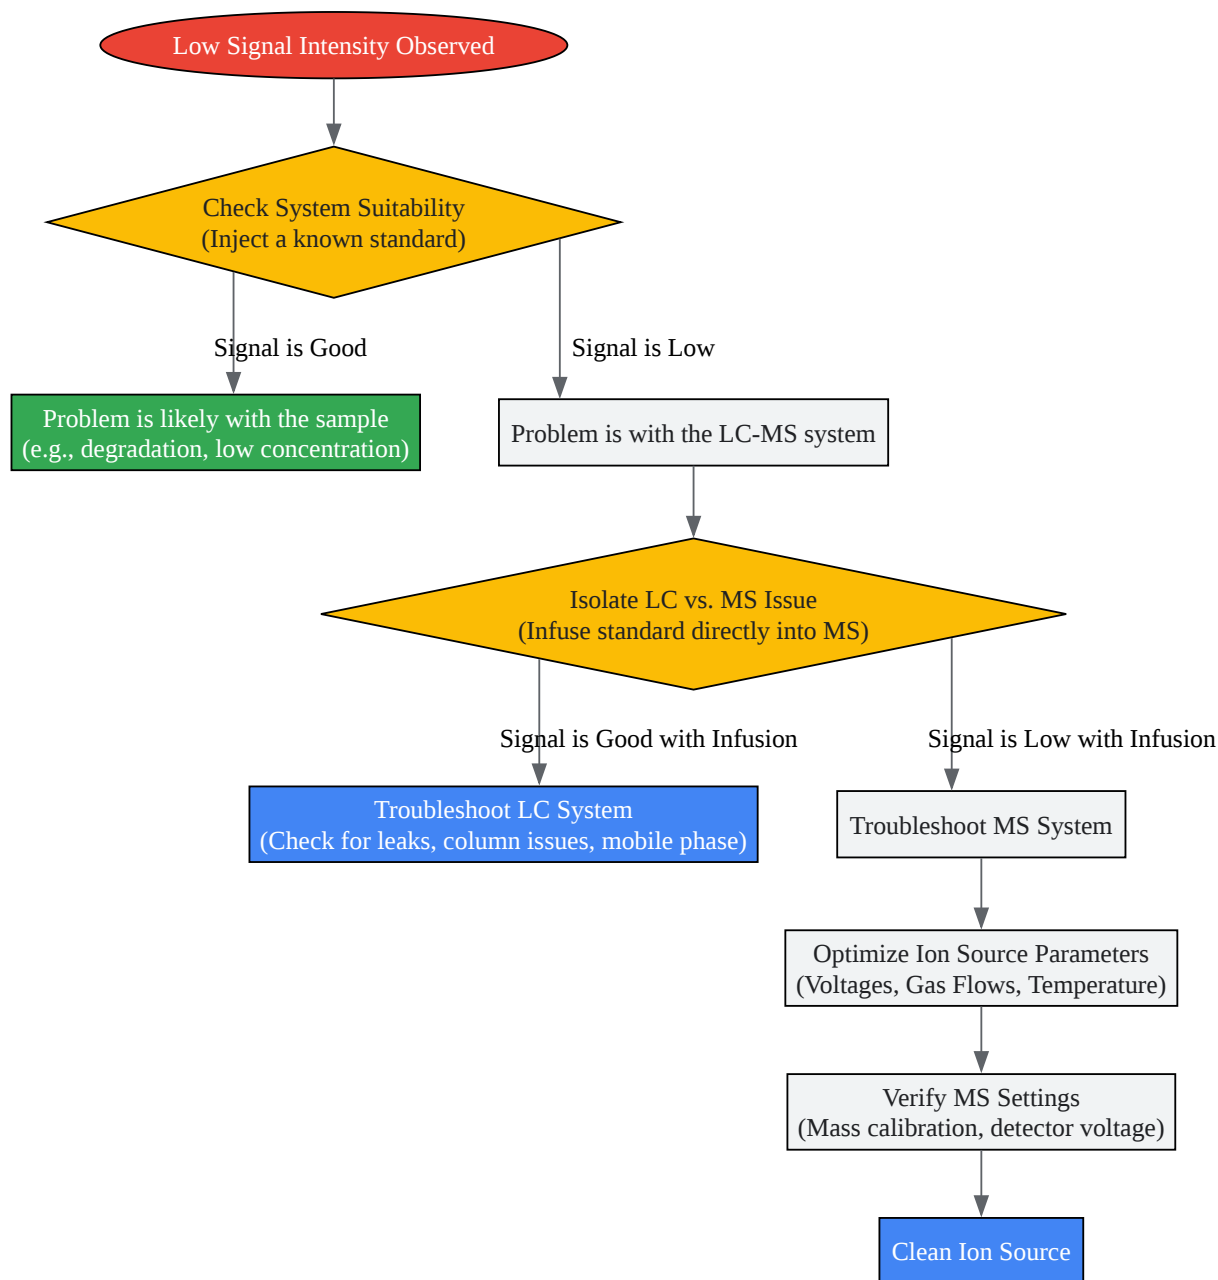 Low Signal Intensity Observed
Check System Suitability
(Inject a known standard)
Signal is Good
Signal is Low
Problem is likely with the sample
(e.g., degradation, low concentration)
Problem is with the LC-MS system
Isolate LC vs. MS Issue
(Infuse standard directly into MS)
Signal is Good with Infusion
Signal is Low with Infusion
Troubleshoot LC System
(Check for leaks, column issues, mobile phase)
Troubleshoot MS System
Optimize Ion Source Parameters
(Voltages, Gas Flows, Temperature)
Verify MS Settings
(Mass calibration, detector voltage)
Clean Ion Source